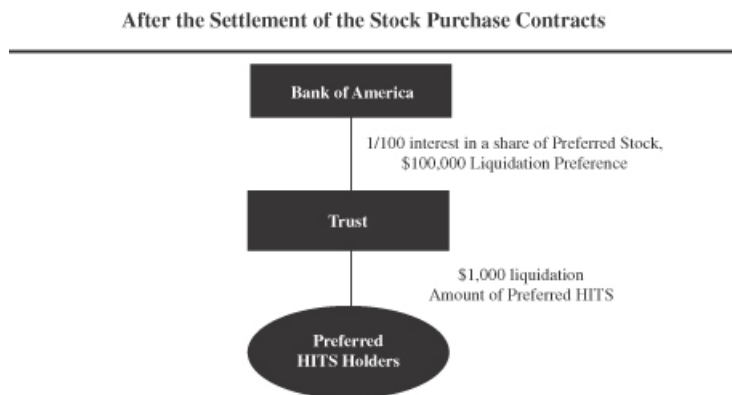 After the Settlement of the Stock Purchase Contracts
Bank of America
1/100 interest in a share of Preferred Stock,
$100,000 Liquidation Preference
Trust
$1,000 liquidation
Amount of Preferred HITS
Preferred
HITS Holders